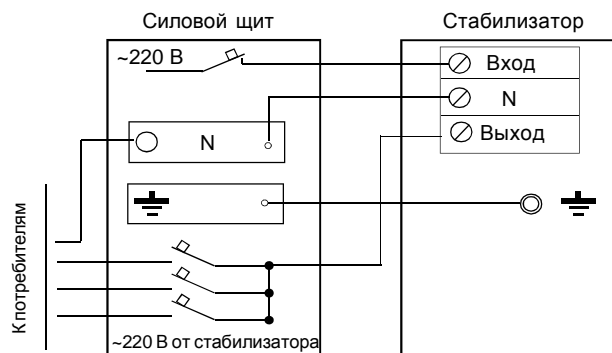 Силовой щит
Стабилизатор
~220 В
Вход
N
N
Выход
К потребителям
~220 В от стабилизатора